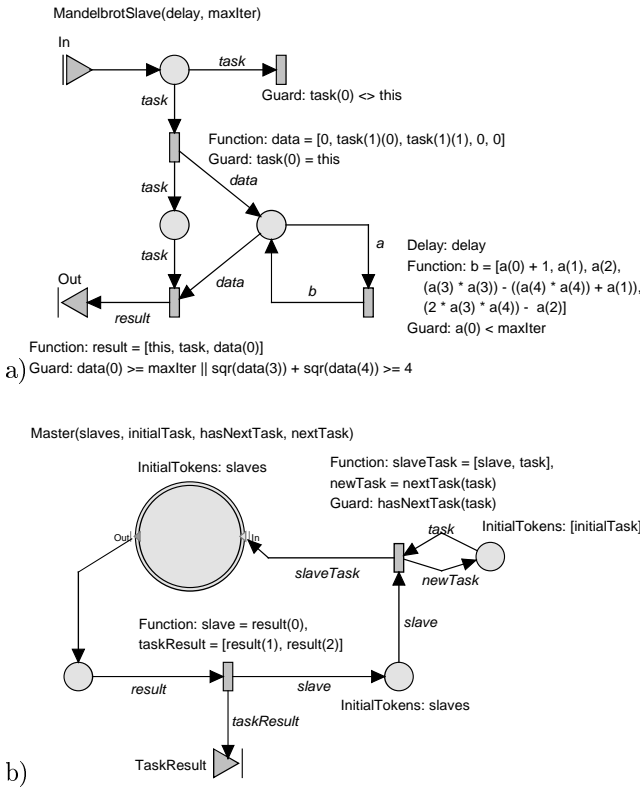 MandelbrotSlave(delay, maxIter)
In
task
Guard: task(0) <> this
task
Function: data = [0, task(1)(0), task(1)(1), 0, 0]
Guard: task(0) = this
task
data
a
task
data
b
Delay: delay
Function: b = [a(0) + 1, a(1), a(2),
(a(3) * a(3)) - ((a(4) * a(4)) + a(1)),
(2 * a(3) * a(4)) - a(2)]
Guard: a(0) < maxIter
Out
result
Function: result = [this, task, data(0)]
a) Guard: data(0) >= maxIter || sqr(data(3)) + sqr(data(4)) >= 4
Master(slaves, initialTask, hasNextTask, nextTask)
InitialTokens: slaves
Function: slaveTask = [slave, task],
newTask = nextTask(task)
Guard: hasNextTask(task)
Out
In
task
InitialTokens: [initialTask]
slaveTask
newTask
Function: slave = result(0),
taskResult = [result(1), result(2)]
slave
result
slave
InitialTokens: slaves
taskResult
TaskResult
b)